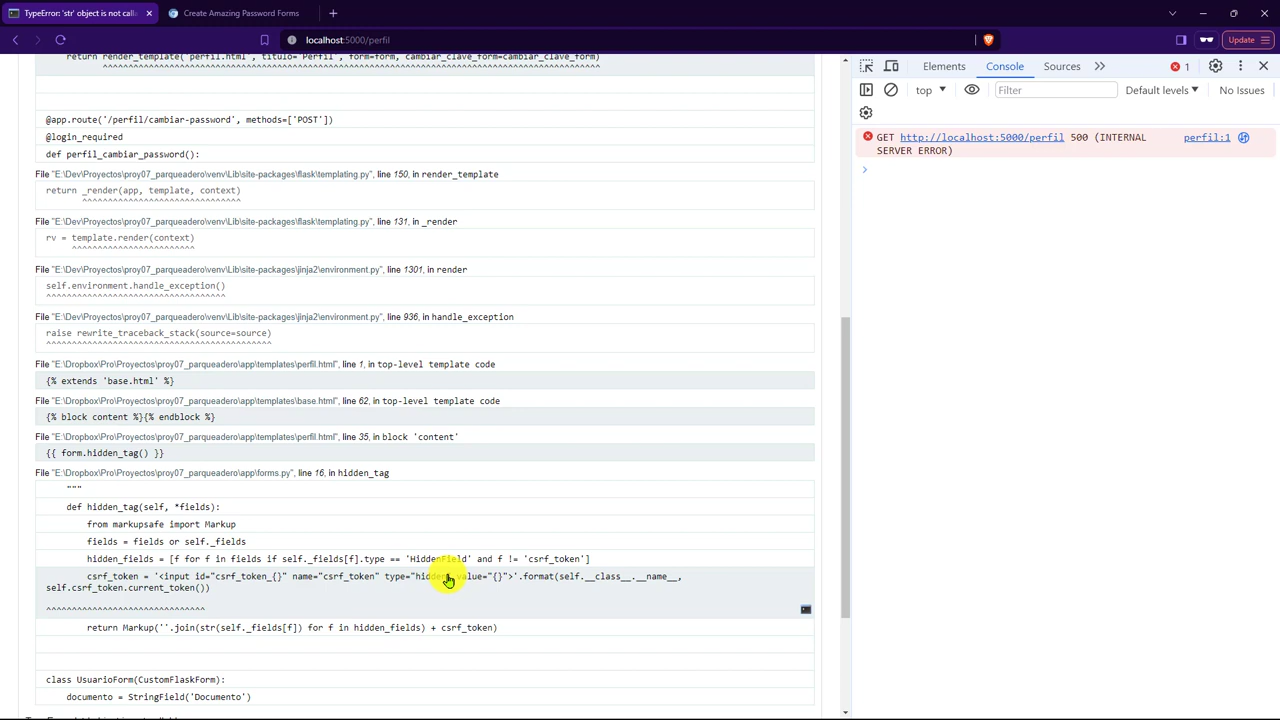 TypeError: 'str' object is not calla
Create Amazing Password Forms
localhost:5000/perfil
Update
return render_template('perfil.html', titulo='Perfil', form=form, cambiar_clave_form=cambiar_clave_form)
^^^^^^^^^^^^^^^^^^^^^^^^^^^^^^^^^^^^^^^^^^^^^^^^^^^^^^^^^^^^^^^^^^^^^^^^^^^^^^^^^^^^^^^^^^^^^^^^
@app.route('/perfil/cambiar-password', methods=['POST'])
@login_required
def perfil_cambiar_password():
File "E:\Dev\Proyectos\proy07_parqueadero\venv\Lib\site-packages\flask\templating.py", line 150, in render_template
return _render(app, template, context)
^^^^^^^^^^^^^^^^^^^^^^^^^^^^^^^
File "E:\Dev\Proyectos\proy07_parqueadero\venv\Lib\site-packages\flask\templating.py", line 131, in _render
rv = template.render(context)
^^^^^^^^^^^^^^^^^^^^^^^^
File "E:\Dev\Proyectos\proy07_parqueadero\venv\Lib\site-packages\jinja2\environment.py", line 1301, in render
self.environment.handle_exception()
^^^^^^^^^^^^^^^^^^^^^^^^^^^^^^^^^^^
File "E:\Dev\Proyectos\proy07_parqueadero\venv\Lib\site-packages\jinja2\environment.py", line 936, in handle_exception
raise rewrite_traceback_stack(source=source)
^^^^^^^^^^^^^^^^^^^^^^^^^^^^^^^^^^^^^^^^^^^^
File "E:\Dropbox\Pro\Proyectos\proy07_parqueadero\app\templates\perfil.html", line 1, in top-level template code
{% extends 'base.html' %}
File "E:\Dropbox\Pro\Proyectos\proy07_parqueadero\app\templates\base.html", line 62, in top-level template code
{% block content %}{% endblock %}
File "E:\Dropbox\Pro\Proyectos\proy07_parqueadero\app\templates\perfil.html", line 35, in block 'content'
{{ form.hidden_tag() }}
File "E:\Dropbox\Pro\Proyectos\proy07_parqueadero\app\forms.py", line 16, in hidden_tag
"""
def hidden_tag(self, *fields):
from markupsafe import Markup
fields = fields or self._fields
hidden_fields = [f for f in fields if self._fields[f].type == 'HiddenField' and f != 'csrf_token']
csrf_token = '<input id="csrf_token_{}" name="csrf_token" type="hidden" value="{}">'.format(self.__class__.__name__,
self.csrf_token.current_token())
^^^^^^^^^^^^^^^^^^^^^^^^^^^^^^^
return Markup(''.join(str(self._fields[f]) for f in hidden_fields) + csrf_token)
class UsuarioForm(CustomFlaskForm):
documento = StringField('Documento')
Elements
Console
Sources
1
top
Filter
Default levels
No Issues
GET http://localhost:5000/perfil 500 (INTERNAL perfil:1
SERVER ERROR)